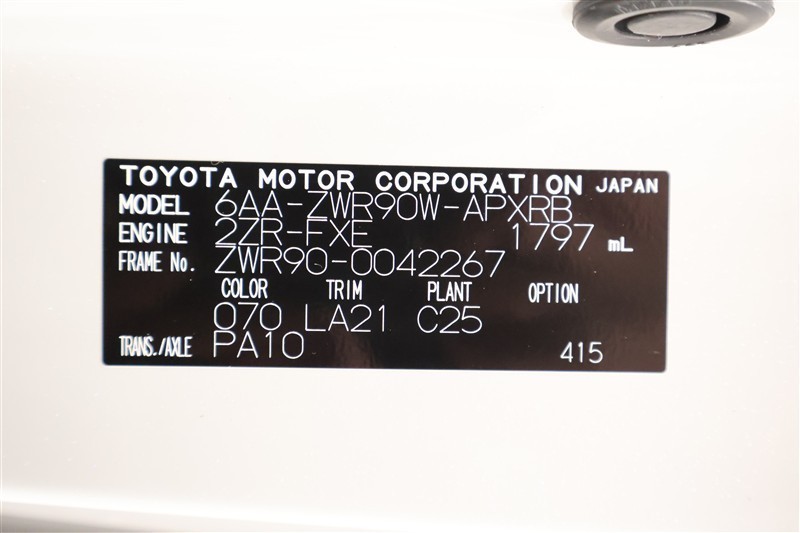 TOYOTA MOTOR CORPORATION JAPAN
MODEL 6AA-ZWR90W-APXRB
ENGINE 2ZR-FXE 1797 mL
FRAME No. ZWR90-0042267
COLOR TRIM PLANT OPTION
070 LA21 C25
TRANS./AXLE PA10 415